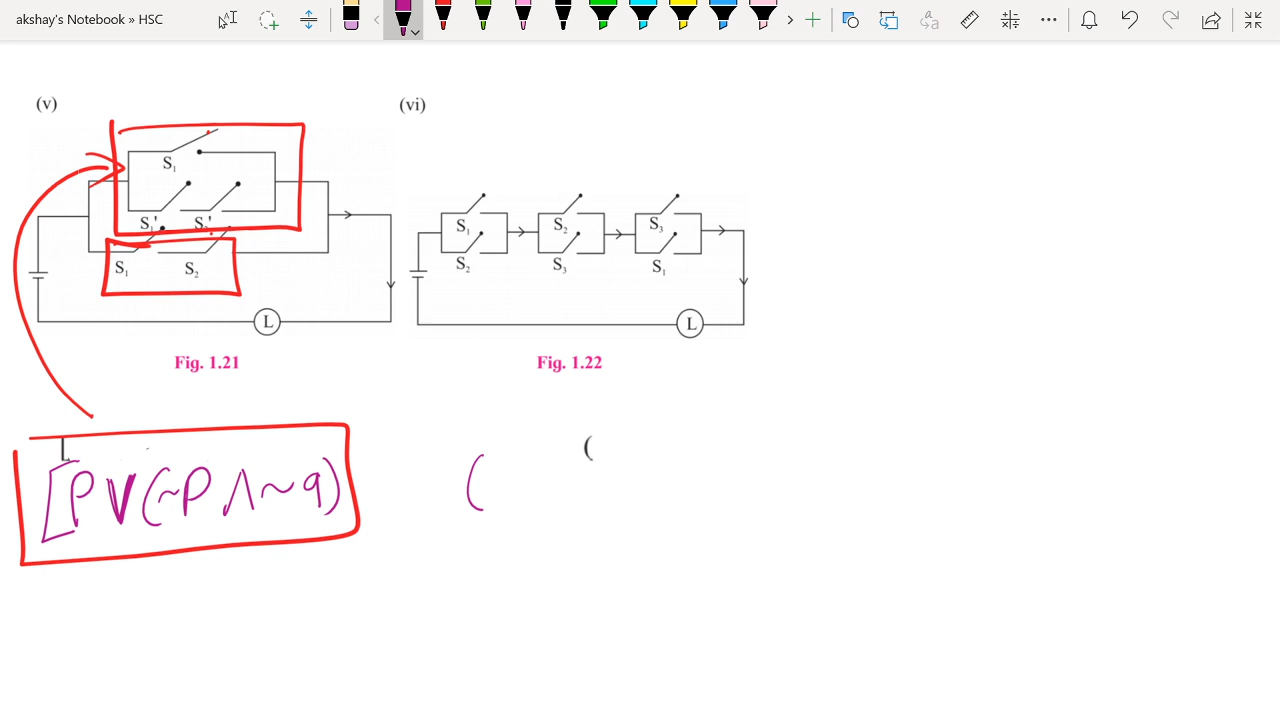 akshay's Notebook » HSC
(v) (vi)
S₁
S₁' S₂'
S₁ S₂
L
Fig. 1.21
S₁ S₂ S₃
S₂ S₃ S₁
L
Fig. 1.22
[P V (~P ∧ ~q) ( (